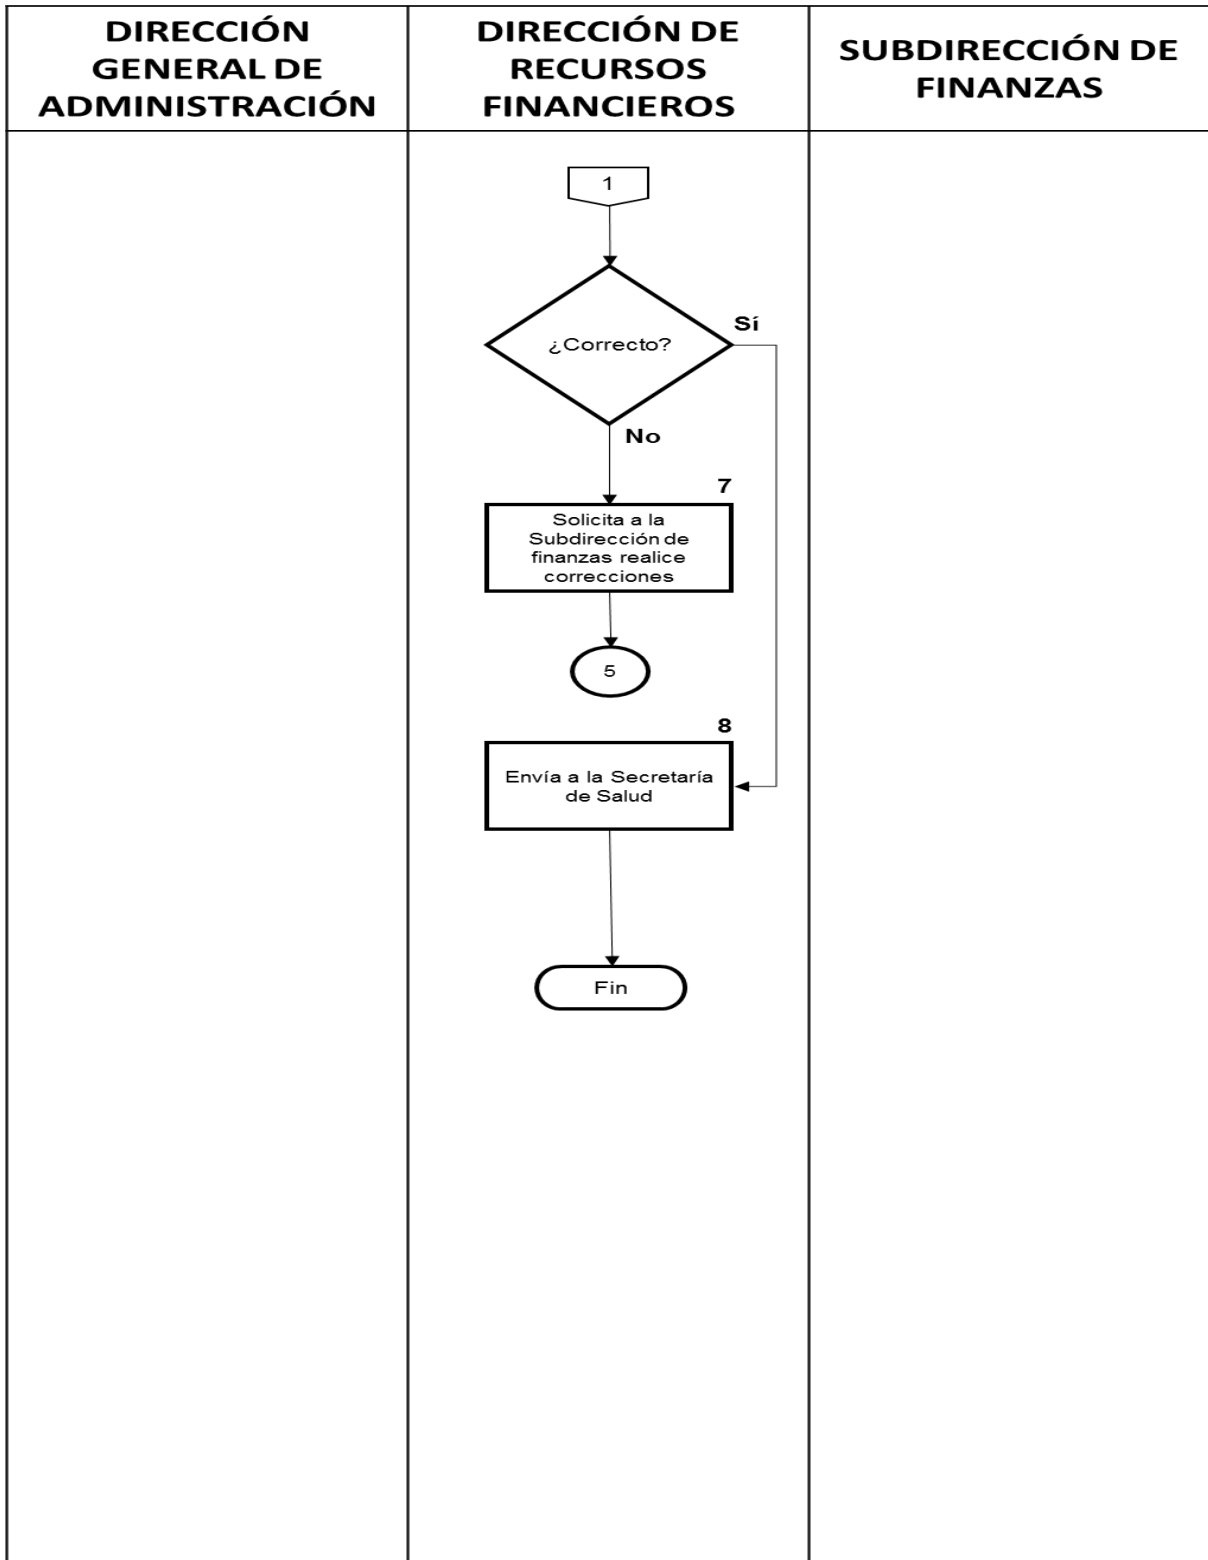 DIRECCIÓN
GENERAL DE
ADMINISTRACIÓN
DIRECCIÓN DE
RECURSOS
FINANCIEROS
SUBDIRECCIÓN DE
FINANZAS
1
¿Correcto?
Sí
No
7
Solicita a la
Subdirección de
finanzas realice
correcciones
5
8
Envía a la Secretaría
de Salud
Fin